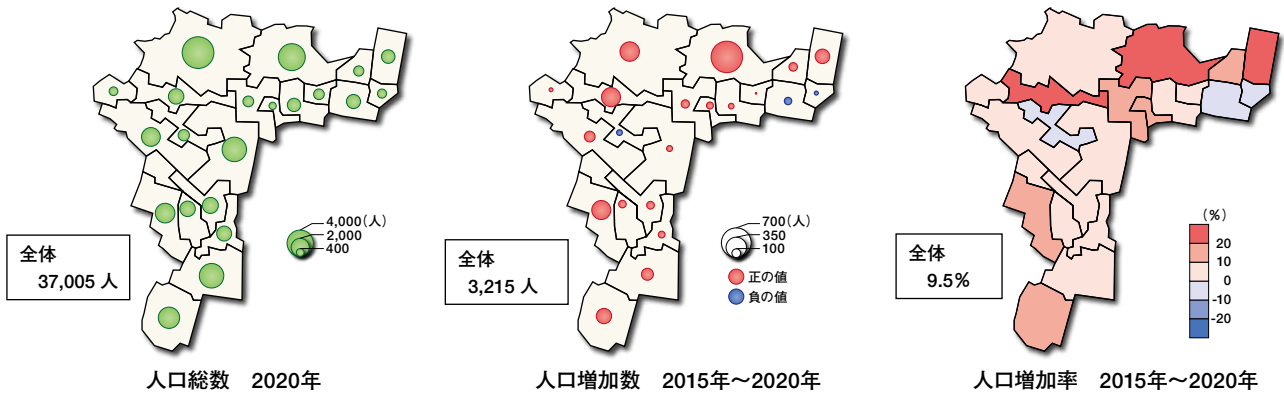 4,000(人)
2,000
400
全体
37,005 人
人口総数 2020年
700(人)
350
100
正の値
負の値
全体
3,215 人
人口増加数 2015年～2020年
(%)
20
10
0
-10
-20
全体
9.5%
人口増加率 2015年～2020年